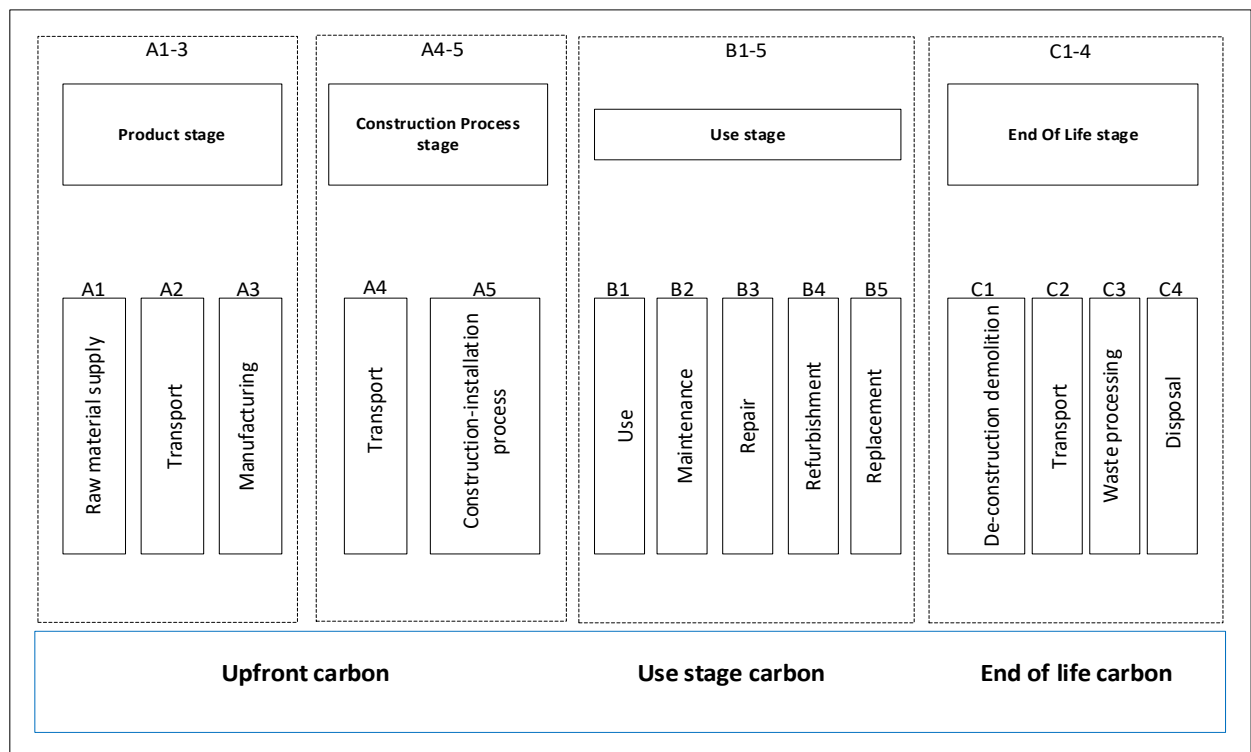 A1-3
A4-5
B1-5
C1-4
Product stage
Construction Process
stage
Use stage
End Of Life stage
A1
A2
A3
A4
A5
B1
B2
B3
B4
B5
C1
C2
C3
C4
Raw material supply
Transport
Manufacturing
Transport
Construction-installation
process
Use
Maintenance
Repair
Refurbishment
Replacement
De-construction demolition
Transport
Waste processing
Disposal
Upfront carbon
Use stage carbon
End of life carbon